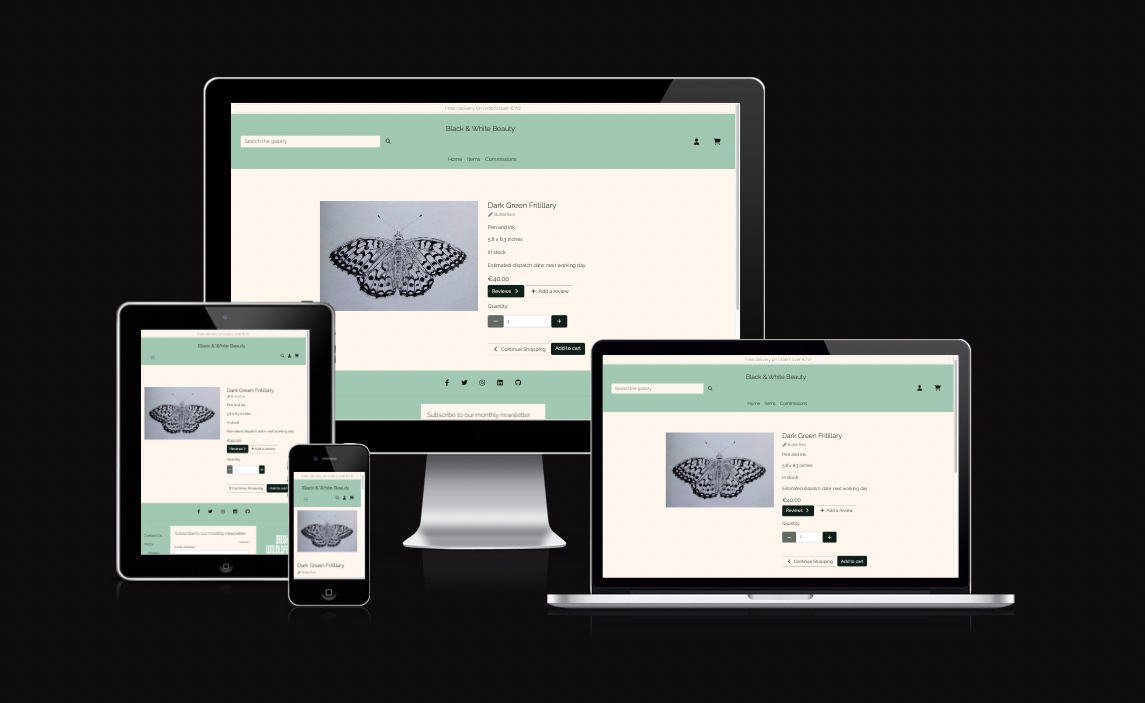 Free delivery on orders over €70!
Black & White Beauty
Search the gallery
Home Items Commissions
Dark Green Fritillary
Butterflies
Pen and ink.
5.8 x 8.3 inches
In stock
Estimated dispatch date: next working day
€40.00
Reviews + Add a review
Quantity:
− 1 +
Continue Shopping Add to cart
Subscribe to our monthly newsletter
Free delivery on orders over €70!
Black & White Beauty
Dark Green Fritillary
Butterflies
Pen and ink.
5.8 x 8.3 inches
In stock
Estimated dispatch date: next working day
€40.00
Reviews + Add a review
Quantity:
− 1 +
Continue Shopping Add to cart
Subscribe to our monthly newsletter
Contact Us
Email Address *
Free delivery on orders over €70!
Black & White Beauty
Dark Green Fritillary
Butterflies
Free delivery on orders over €70!
Black & White Beauty
Search the gallery
Home Items Commissions
Dark Green Fritillary
Butterflies
Pen and ink.
5.8 x 8.3 inches
In stock
Estimated dispatch date: next working day
€40.00
Reviews + Add a review
Quantity:
− 1 +
Continue Shopping Add to cart